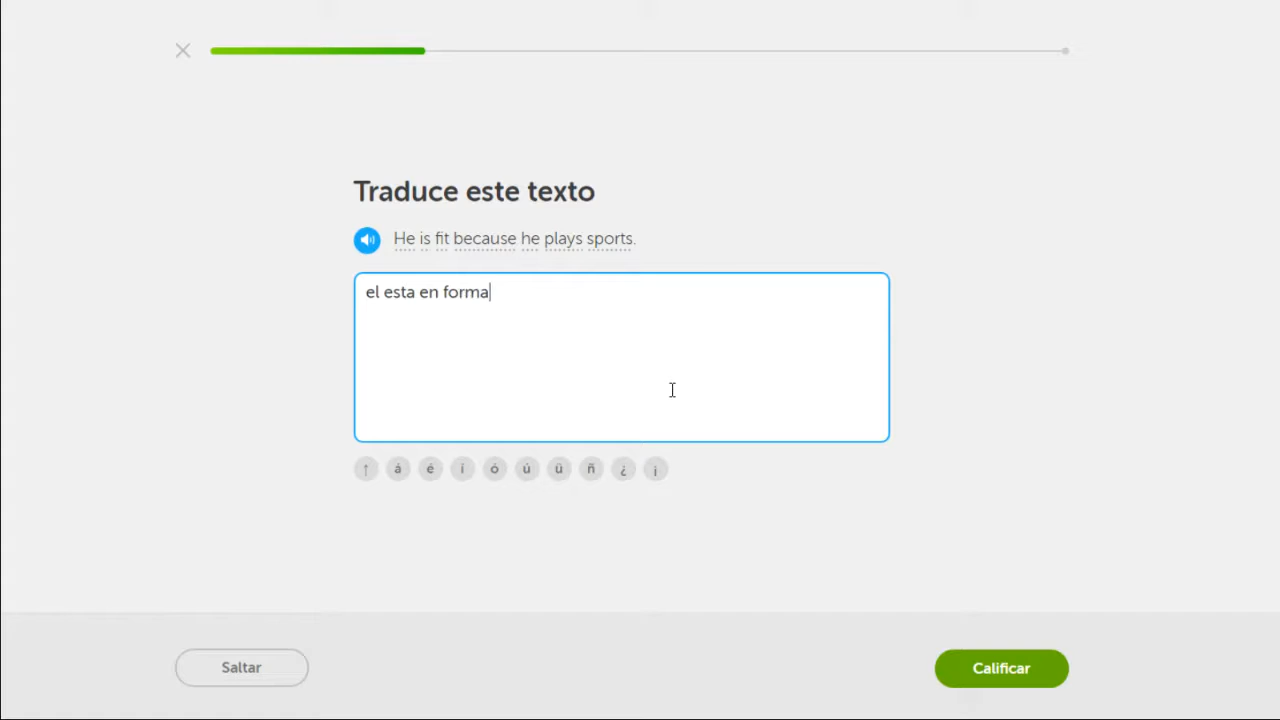 Traduce este texto
He is fit because he plays sports.
el esta en forma
↑ á é í ó ú ü ñ ¿ ¡
Saltar
Calificar